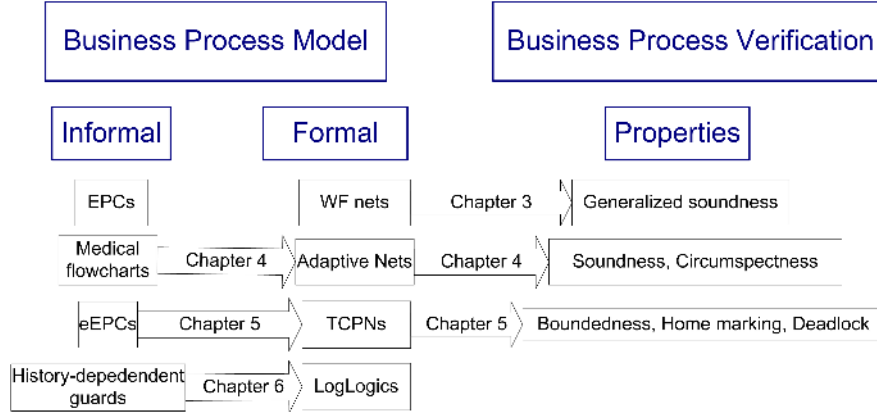 Business Process Model
Business Process Verification
Informal
Formal
Properties
EPCs
WF nets
Chapter 3
Generalized soundness
Medical
flowcharts
Chapter 4
Adaptive Nets
Chapter 4
Soundness, Circumspectness
eEPCs
Chapter 5
TCPNs
Chapter 5
Boundedness, Home marking, Deadlock
History-depedendent
guards
Chapter 6
LogLogics